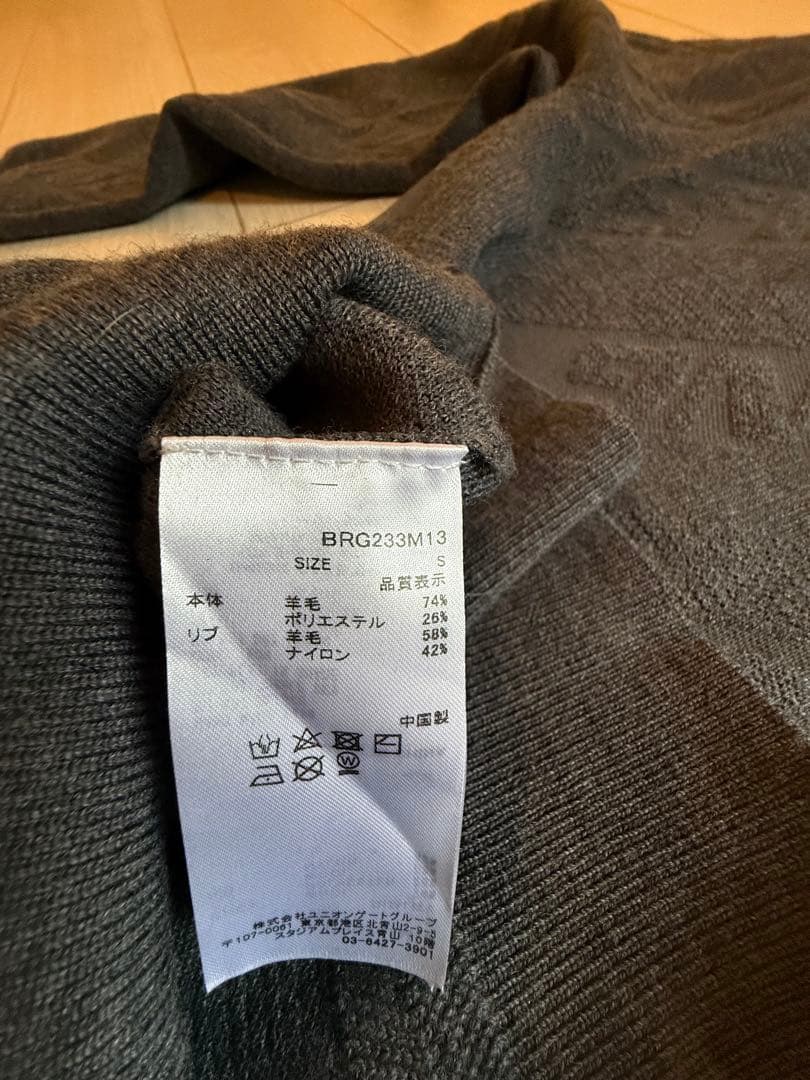 BRG233M13
SIZE S
品質表示
本体 羊毛 74%
ポリエステル 26%
リブ 羊毛 58%
ナイロン 42%
中国製
W
株式会社ユニオンゲートグループ
〒107-0061 東京都港区北青山2-9-5
スタジアムプレイス青山 10階
03-6427-3901